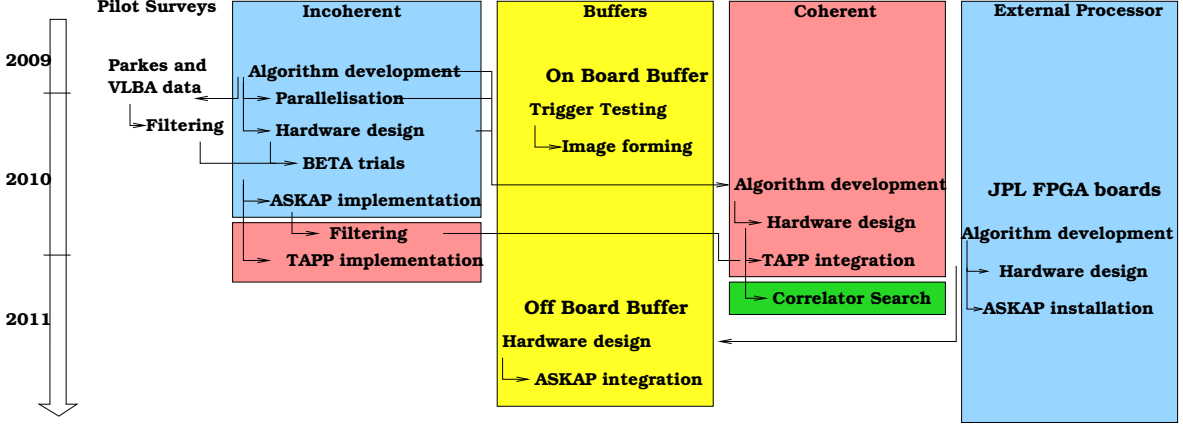 Pilot Surveys
Incoherent
Buffers
Coherent
External Processor
2009
2010
2011
Parkes and
VLBA data
Filtering
Algorithm development
Parallelisation
Hardware design
BETA trials
ASKAP implementation
Filtering
TAPP implementation
On Board Buffer
Trigger Testing
Image forming
Off Board Buffer
Hardware design
ASKAP integration
Algorithm development
Hardware design
TAPP integration
Correlator Search
JPL FPGA boards
Algorithm development
Hardware design
ASKAP installation